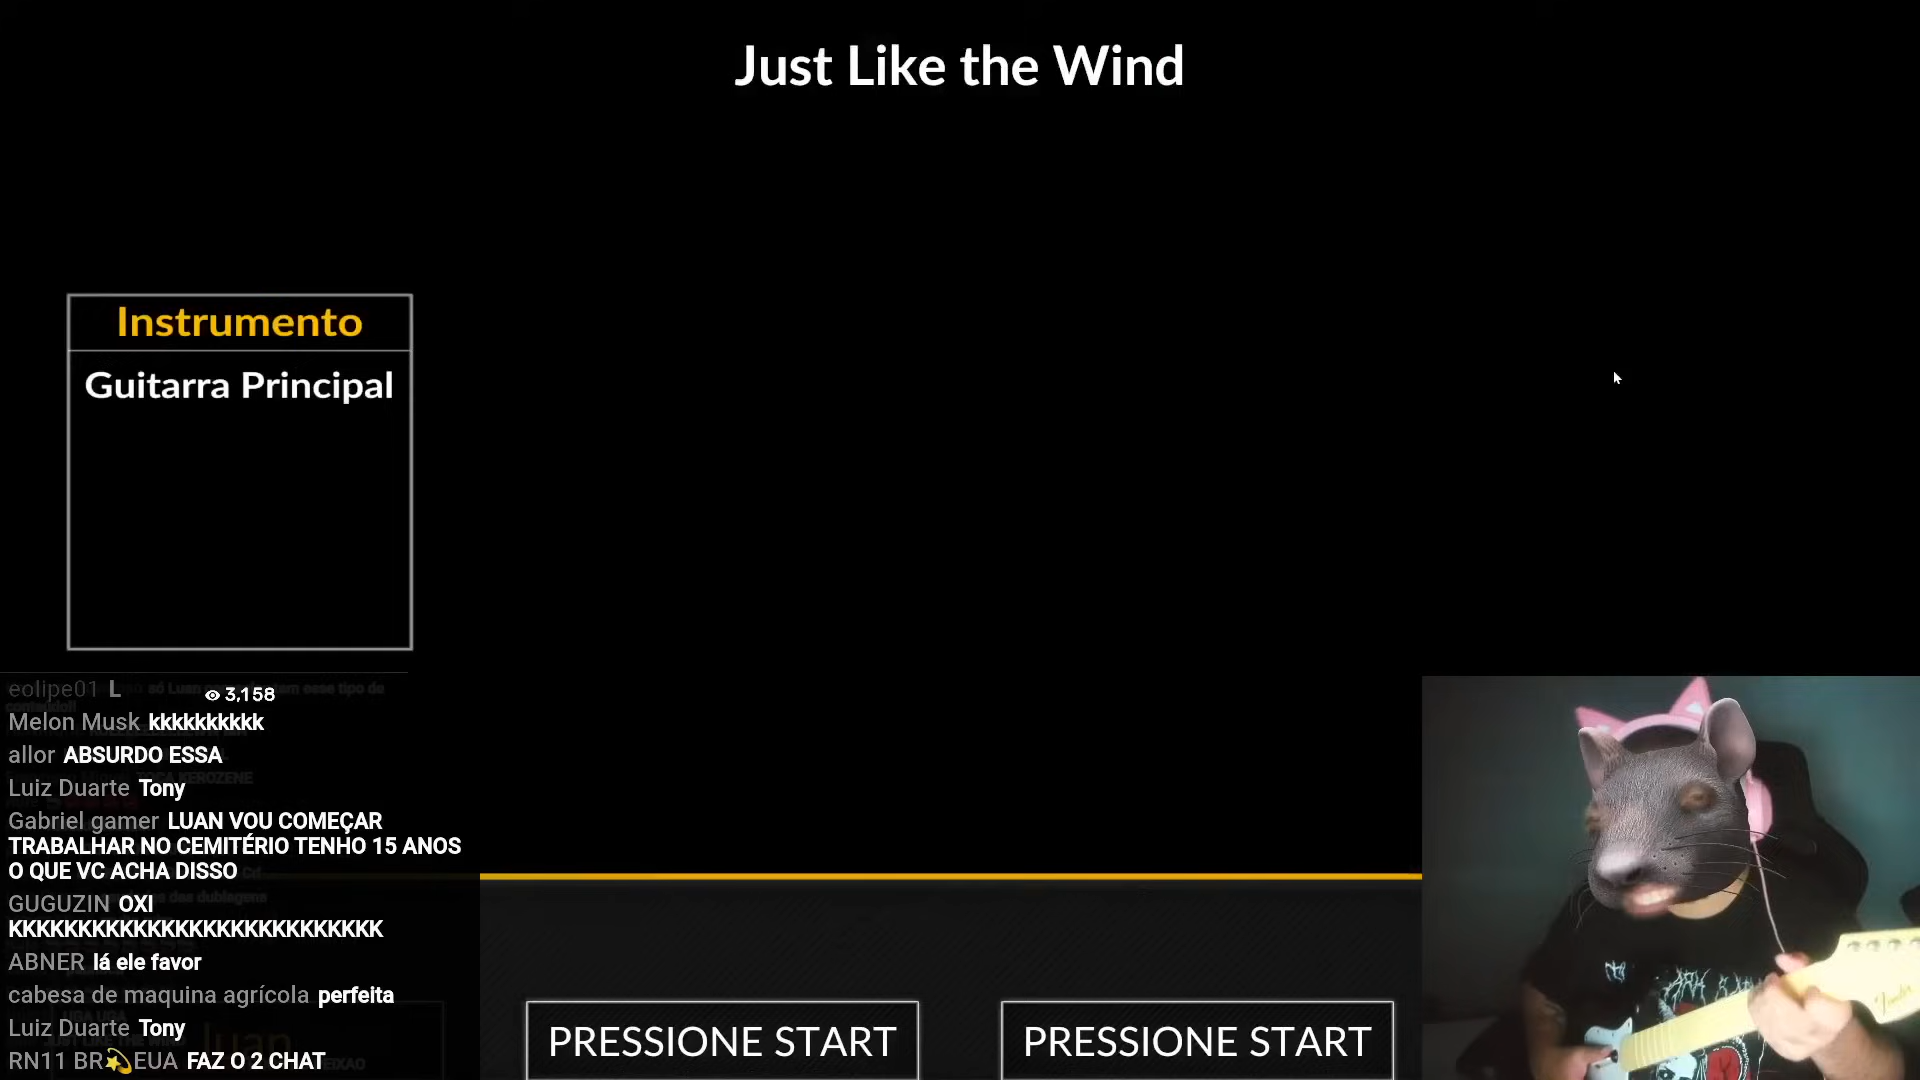 Just Like the Wind
Instrumento
Guitarra Principal
eolipe01 L
3,158
Melon Musk kkkkkkkkkk
allor ABSURDO ESSA
Luiz Duarte Tony
Gabriel gamer LUAN VOU COMEÇAR
TRABALHAR NO CEMITÉRIO TENHO 15 ANOS
O QUE VC ACHA DISSO
GUGUZIN OXI
KKKKKKKKKKKKKKKKKKKKKKKKKKK
ABNER lá ele favor
cabesa de maquina agrícola perfeita
Luiz Duarte Tony
RN11 BR💫EUA FAZ O 2 CHAT
luan
PRESSIONE START
PRESSIONE START
Fender